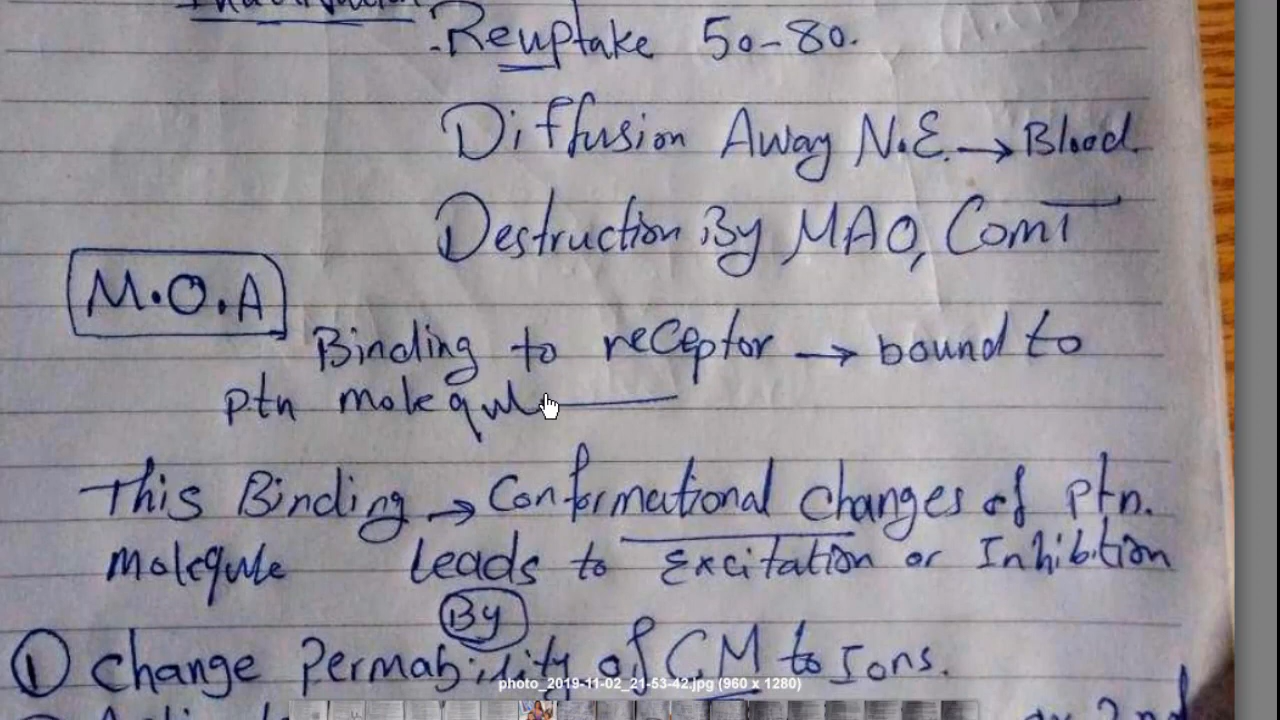 Inactivation
-Reuptake 50-80.
Diffusion Away N.E. → Blood.
Destruction By MAO, ComT
M.O.A
Binding to receptor → bound to
ptn molequle
This Binding → Conformational changes of ptn.
molequle leads to Excitation or Inhibition
By
① change Permability of CM to Ions.
photo_2019-11-02_21-53-42.jpg (960 x 1280)